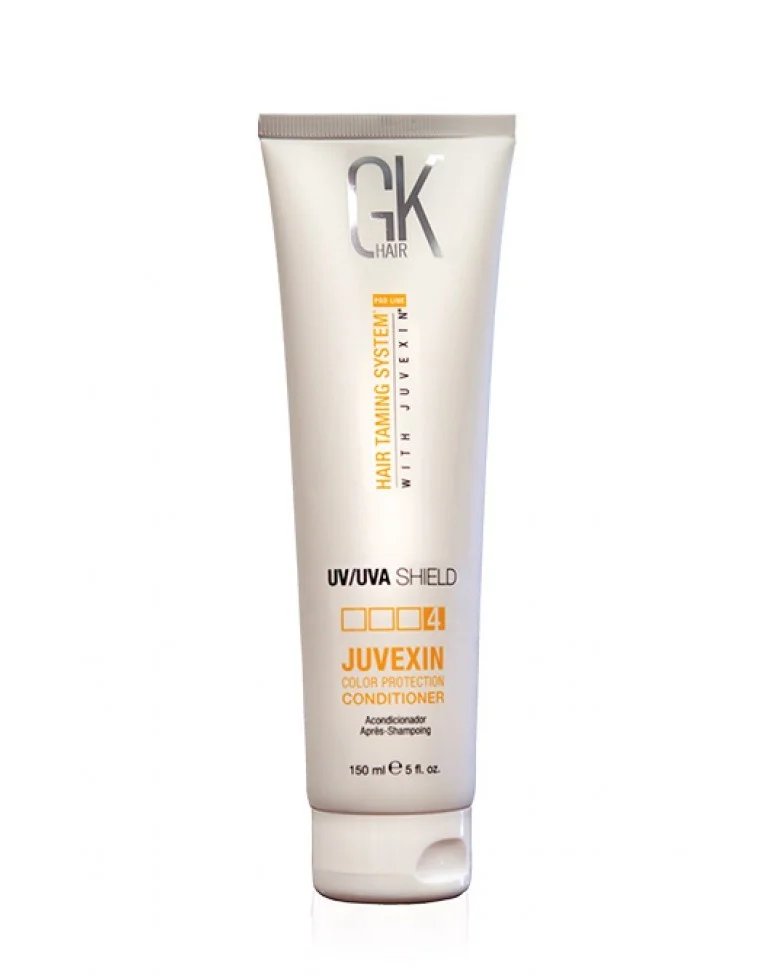 GK
HAIR
PRO LINE
HAIR TAMING SYSTEM®
WITH JUVEXIN®
UV/UVA SHIELD
4
JUVEXIN
COLOR PROTECTION
CONDITIONER
Acondicionador
Après-Shampoing
150 ml ℮ 5 fl. oz.